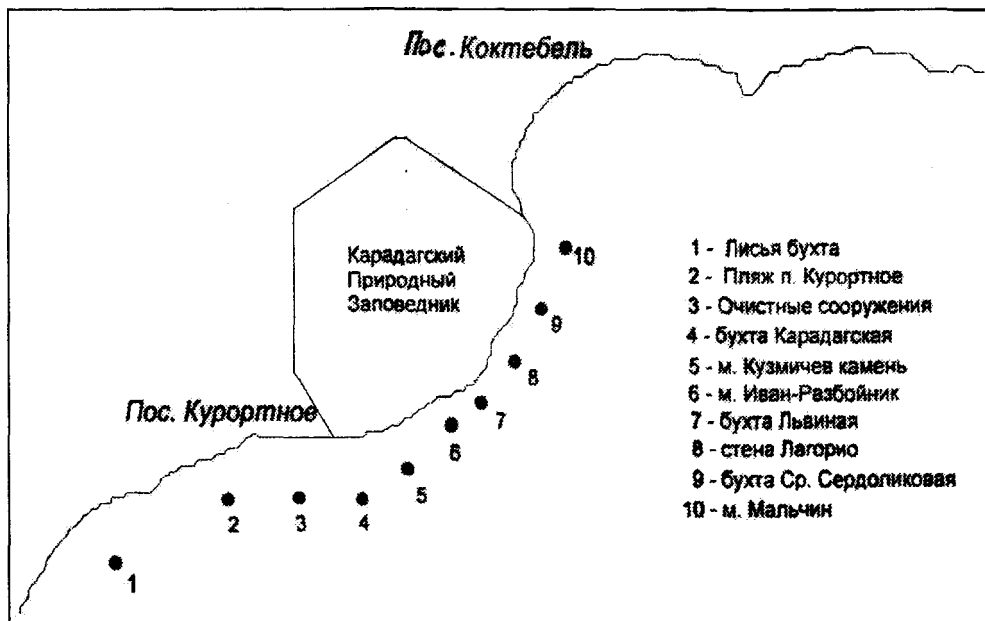 Пос. Коктебель
Карадагский
Природный
Заповедник
Пос. Курортное
1
2
3
4
5
6
7
8
9
10
1 - Лисья бухта
2 - Пляж п. Курортное
3 - Очистные сооружения
4 - бухта Карадагская
5 - м. Кузмичев камень
6 - м. Иван-Разбойник
7 - бухта Львиная
8 - стена Лагорио
9 - бухта Ср. Сердоликовая
10 - м. Мальчин